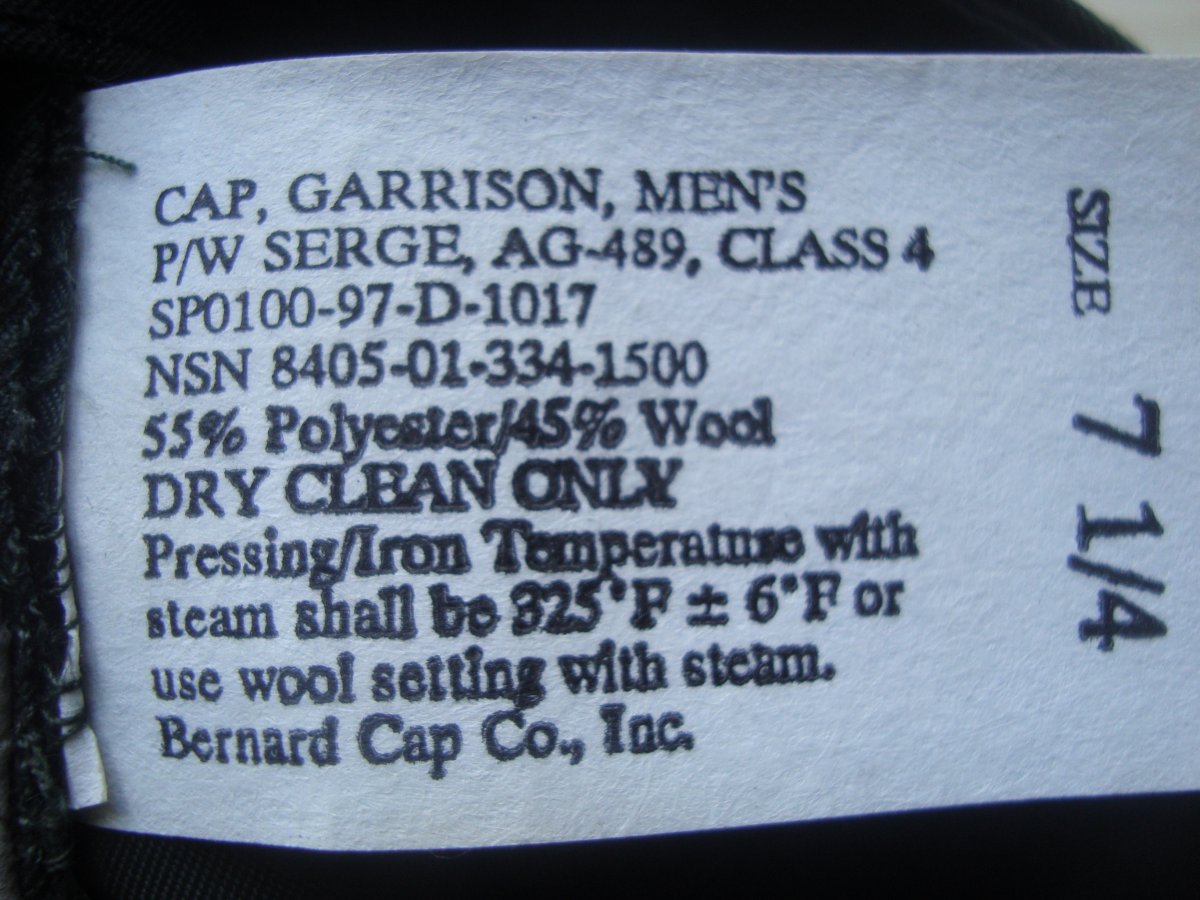 CAP, GARRISON, MEN'S
P/W SERGE, AG-489, CLASS 4
SP0100-97-D-1017
NSN 8405-01-334-1500
55% Polyester/45% Wool
DRY CLEAN ONLY
Pressing/Iron Temperature with
steam shall be 325°F ± 6°F or
use wool setting with steam.
Bernard Cap Co., Inc.
SIZE 7 1/4